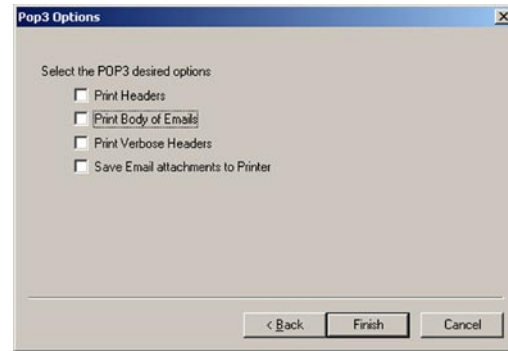 Pop3 Options
Select the POP3 desired options
Print Headers
Print Body of Emails
Print Verbose Headers
Save Email attachments to Printer
< Back Finish Cancel